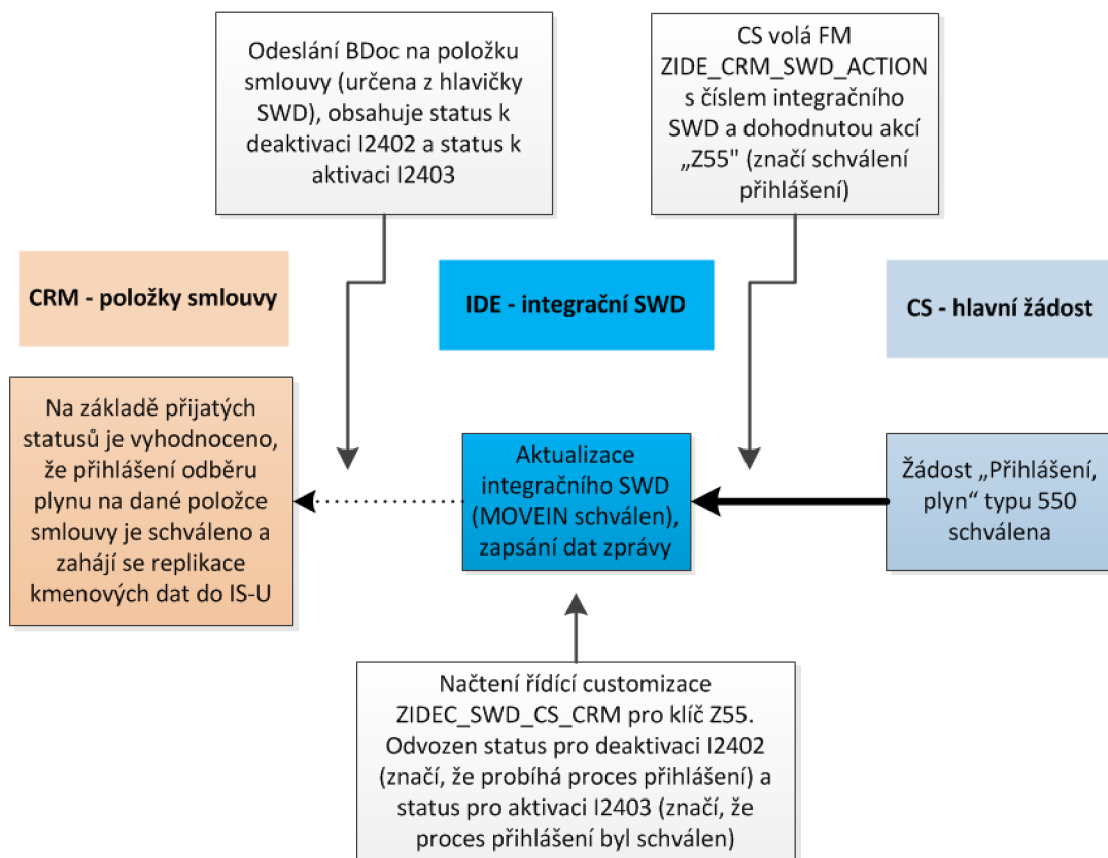 Odeslání BDoc na položku
smlouvy (určena z hlavičky
SWD), obsahuje status k
deaktivaci I2402 a status k
aktivaci I2403
CS volá FM
ZIDE_CRM_SWD_ACTION
s číslem integračního
SWD a dohodnutou akcí
„Z55" (značí schválení
přihlášení)
CRM - položky smlouvy
IDE - integrační SWD
CS - hlavní žádost
Na základě přijatých
statusů je vyhodnoceno,
že přihlášení odběru
plynu na dané položce
smlouvy je schváleno a
zahájí se replikace
kmenových dat do IS-U
Aktualizace
integračního SWD
(MOVEIN schválen),
zapsání dat zprávy
Žádost „Přihlášení,
plyn“ typu 550
schválena
Načtení řídící customizace
ZIDEC_SWD_CS_CRM pro klíč Z55.
Odvozen status pro deaktivaci I2402
(značí, že probíhá proces přihlášení) a
status pro aktivaci I2403 (značí, že
proces přihlášení byl schválen)